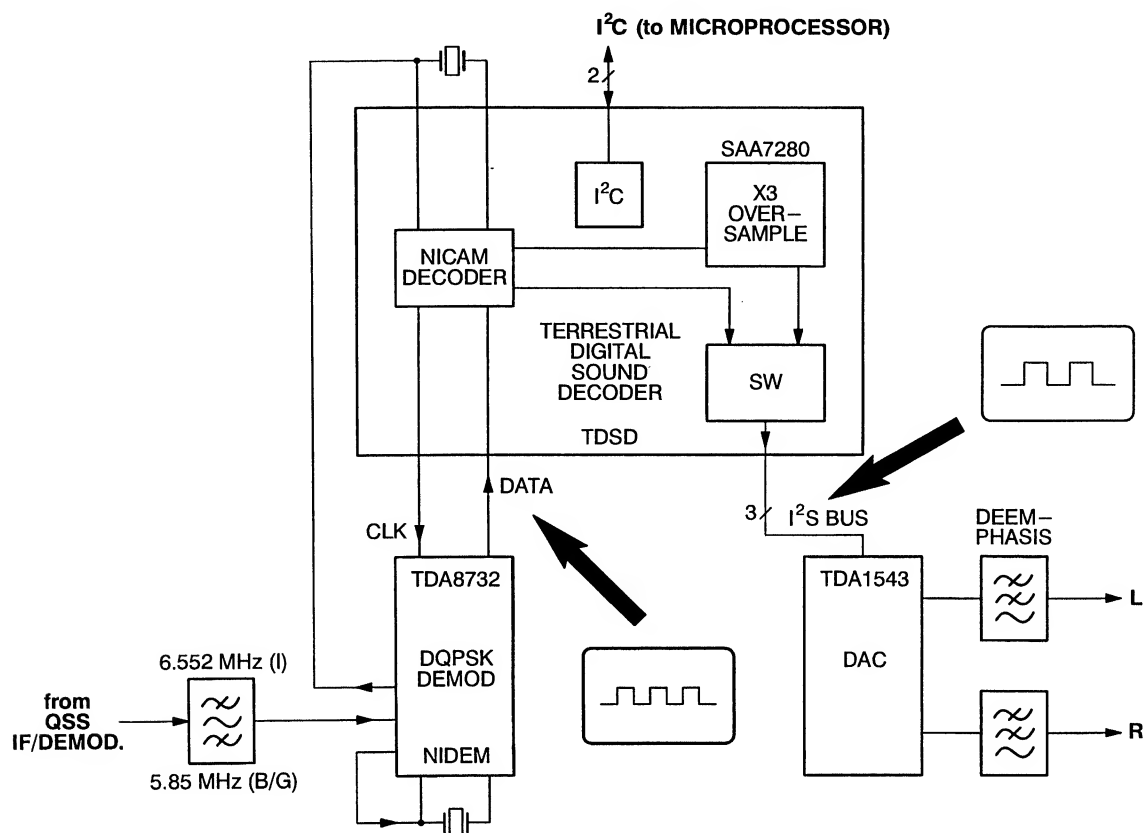 I²C (to MICROPROCESSOR)
2
SAA7280
I²C
X3
OVER–
SAMPLE
NICAM
DECODER
TERRESTRIAL
DIGITAL
SOUND
DECODER
SW
TDSD
DATA
3
I²S BUS
CLK
DEEM–
PHASIS
TDA8732
TDA1543
L
DQPSK
DEMOD
DAC
6.552 MHz (I)
from
QSS
IF/DEMOD.
R
NIDEM
5.85 MHz (B/G)